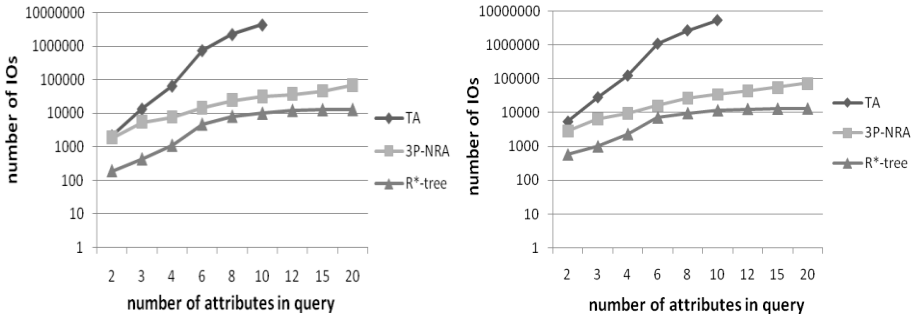 number of IOs
10000000
1000000
100000
10000
1000
100
10
1
2 3 4 6 8 10 12 15 20
number of attributes in query
TA
3P-NRA
R*-tree
number of IOs
10000000
1000000
100000
10000
1000
100
10
1
2 3 4 6 8 10 12 15 20
number of attributes in query
TA
3P-NRA
R*-tree